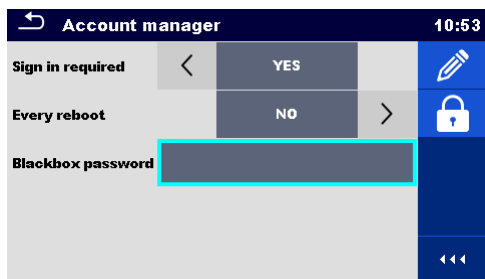 Account manager 10:53
Sign in required YES
Every reboot NO
Blackbox password